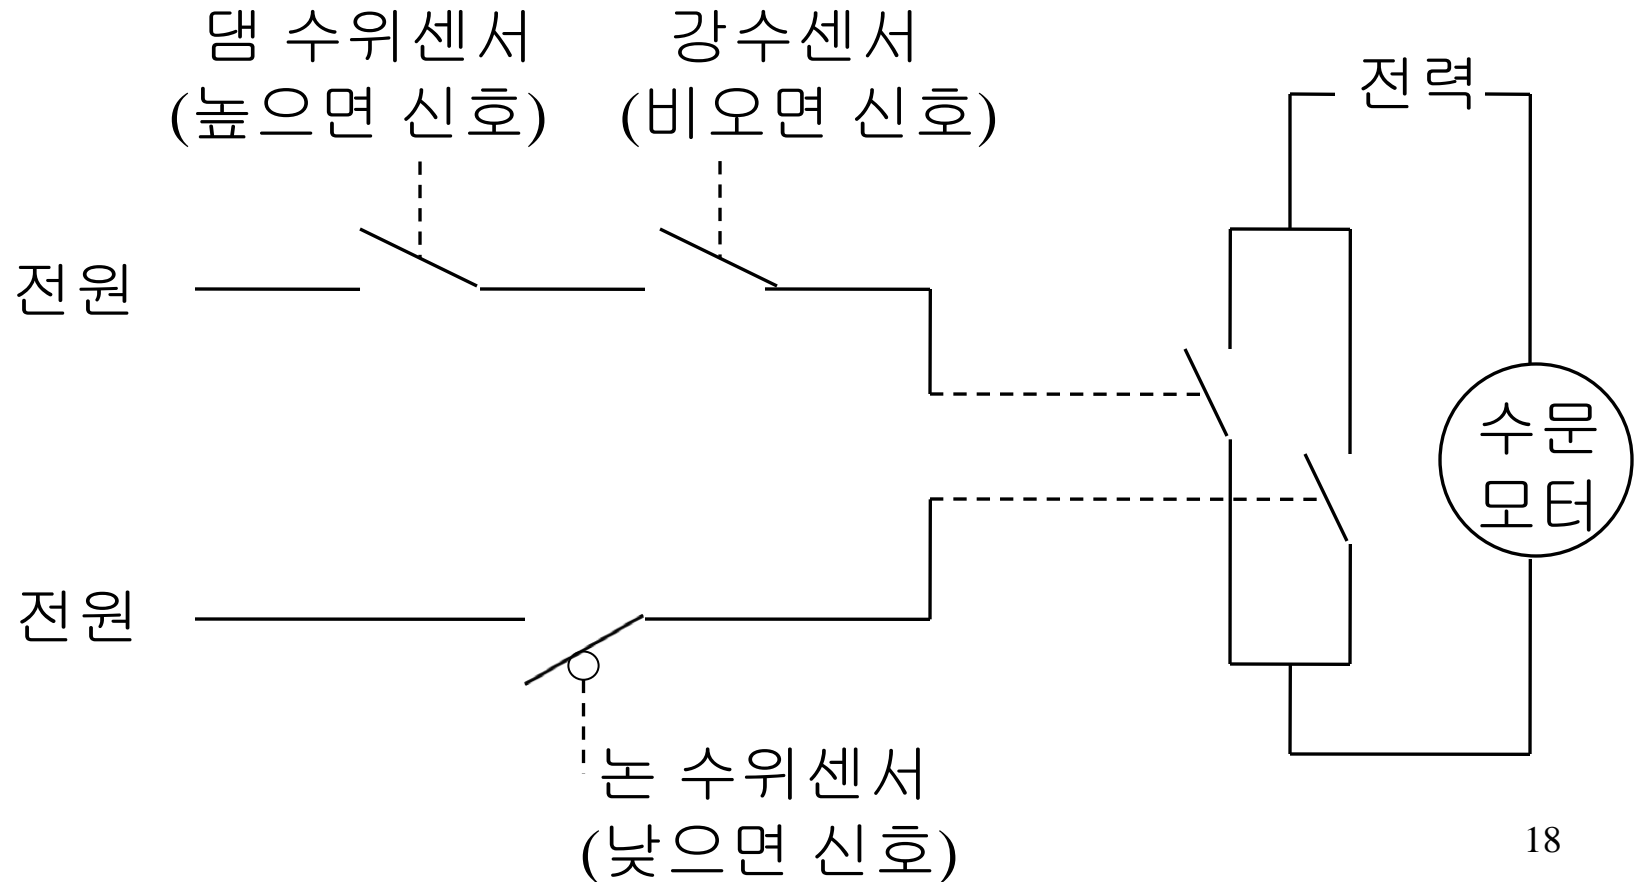 댐 수위센서
(높으면 신호)
강수센서
(비오면 신호)
전력
전원
수문
모터
전원
논 수위센서
(낮으면 신호)
18